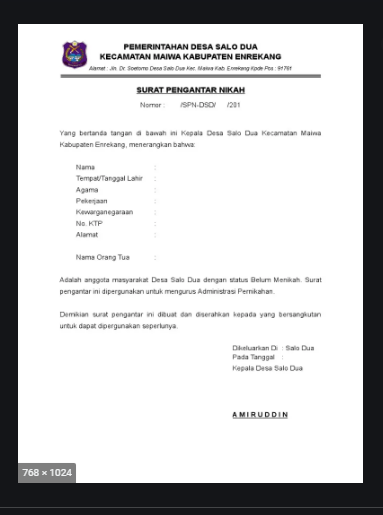 PEMERINTAHAN DESA SALO DUA
KECAMATAN MAIWA KABUPATEN ENREKANG
Alamat : Jln. Dr. Soetomo Desa Salo Dua Kec. Maiwa Kab. Enrekang Kode Pos : 91761
SURAT PENGANTAR NIKAH
Nomor : /SPN-DSD/ /201
Yang bertanda tangan di bawah ini Kepala Desa Salo Dua Kecamatan Maiwa
Kabupaten Enrekang, menerangkan bahwa:
Nama :
Tempat/Tanggal Lahir :
Agama :
Pekerjaan :
Kewarganegaraan :
No. KTP :
Alamat :
Nama Orang Tua :
Adalah anggota masyarakat Desa Salo Dua dengan status Belum Menikah. Surat
pengantar ini dipergunakan untuk mengurus Administrasi Pernikahan.
Demikian surat pengantar ini dibuat dan diserahkan kepada yang bersangkutan
untuk dapat dipergunakan seperlunya.
Dikeluarkan Di : Salo Dua
Pada Tanggal :
Kepala Desa Salo Dua
AMIRUDDIN
768 × 1024